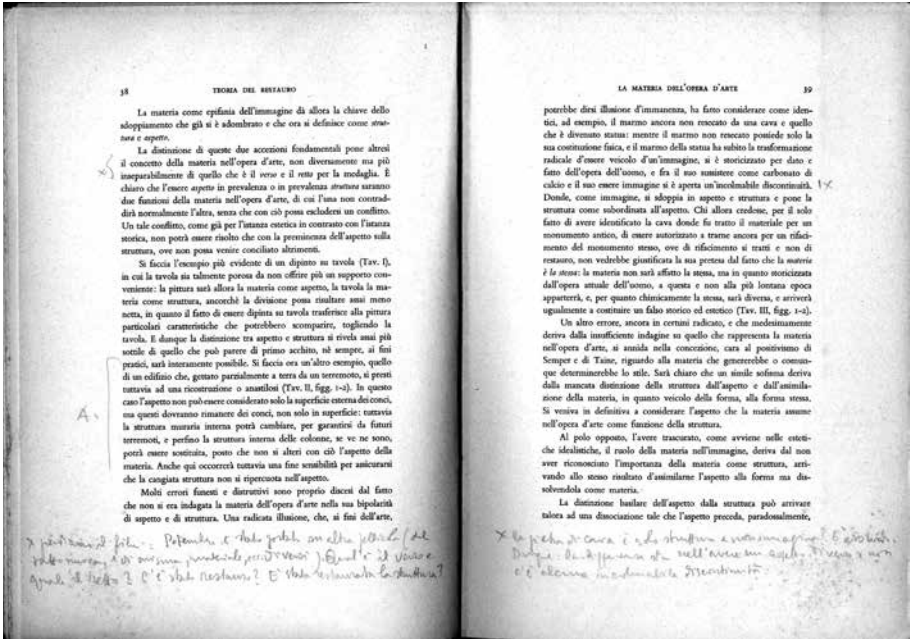 38
TEORIA DEL RESTAURO
La materia come epifania dell'immagine dà allora la chiave dello
sdoppiamento che già si è adombrato e che ora si definisce come strut-
tura e aspetto.
La distinzione di queste due accezioni fondamentali pone altresì
il concetto della materia nell'opera d'arte, non diversamente ma più
inseparabilmente di quello che è il verso e il retto per la medaglia. È
chiaro che l'essere aspetto in prevalenza o in prevalenza struttura saranno
due funzioni della materia nell'opera d'arte, di cui l'una non contrad-
dirà normalmente l'altra, senza che con ciò possa escludersi un conflitto.
Un tale conflitto, come già per l'istanza estetica in contrasto con l'istanza
storica, non potrà essere risolto che con la preminenza dell'aspetto sulla
struttura, ove non possa venire conciliato altrimenti.
Si faccia l'esempio più evidente di un dipinto su tavola (Tav. I),
in cui la tavola sia talmente porosa da non offrire più un supporto con-
veniente: la pittura sarà allora la materia come aspetto, la tavola la ma-
teria come struttura, ancorché la divisione possa risultare assai meno
netta, in quanto il fatto di essere dipinta su tavola trasferisce alla pittura
particolari caratteristiche che potrebbero scomparire, togliendo la
tavola. E dunque la distinzione tra aspetto e struttura si rivela assai più
sottile di quello che può parere di primo acchito, nè sempre, ai fini
pratici, sarà interamente possibile. Si faccia ora un'altro esempio, quello
di un edifizio che, gettato parzialmente a terra da un terremoto, si presti
tuttavia ad una ricostruzione o anastilosi (Tav. II, figg. 1-2). In questo
caso l'aspetto non può essere considerato solo la superficie esterna dei conci,
ma questi dovranno rimanere dei conci, non solo in superficie: tuttavia
la struttura muraria interna potrà cambiare, per garantirsi da futuri
terremoti, e perfino la struttura interna delle colonne, se ve ne sono,
potrà essere sostituita, posto che non si alteri con ciò l'aspetto della
materia. Anche qui occorrerà tuttavia una fine sensibilità per assicurarsi
che la cangiata struttura non si ripercuota nell'aspetto.
Molti errori funesti e distruttivi sono proprio discesi dal fatto
che non si era indagata la materia dell'opera d'arte nella sua bipolarità
di aspetto e di struttura. Una radicata illusione, che, ai fini dell'arte,
A.
quale il retto? C'è stato restauro? E' stata restaurata la struttura?
LA MATERIA DELL'OPERA D'ARTE
39
potrebbe dirsi illusione d'immanenza, ha fatto considerare come iden-
tici, ad esempio, il marmo ancora non resecato da una cava e quello
che è divenuto statua: mentre il marmo non resecato possiede solo la
sua costituzione fisica, e il marmo della statua ha subito la trasformazione
radicale d'essere veicolo d'un'immagine, si è storicizzato per dato e
fatto dell'opera dell'uomo, e fra il suo sussistere come carbonato di
calcio e il suo essere immagine si è aperta un'incolmabile discontinuità.
Donde, come immagine, si sdoppia in aspetto e struttura e pone la
struttura come subordinata all'aspetto. Chi allora credesse, per il solo
fatto di avere identificato la cava donde fu tratto il materiale per un
monumento antico, di essere autorizzato a trarne ancora per un rifaci-
mento del monumento stesso, ove di rifacimento si tratti e non di
restauro, non vedrebbe giustificata la sua pretesa dal fatto che la materia
è la stessa: la materia non sarà affatto la stessa, ma in quanto storicizzata
dall'opera attuale dell'uomo, a questa e non alla più lontana epoca
apparterrà, e, per quanto chimicamente la stessa, sarà diversa, e arriverà
ugualmente a costituire un falso storico ed estetico (Tav. III, figg. 1-2).
Un altro errore, ancora in certuni radicato, e che medesimamente
deriva dalla insufficiente indagine su quello che rappresenta la materia
nell'opera d'arte, si annida nella concezione, cara al positivismo di
Semper e di Taine, riguardo alla materia che genererebbe o comun-
que determinerebbe lo stile. Sarà chiaro che un simile sofisma deriva
dalla mancata distinzione della struttura dall'aspetto e dall'assimila-
zione della materia, in quanto veicolo della forma, alla forma stessa.
Si veniva in definitiva a considerare l'aspetto che la materia assume
nell'opera d'arte come funzione della struttura.
Al polo opposto, l'avere trascurato, come avviene nelle esteti-
che idealistiche, il ruolo della materia nell'immagine, deriva dal non
aver riconosciuto l'importanza della materia come struttura, arri-
vando allo stesso risultato d'assimilarne l'aspetto alla forma ma dis-
solvendola come materia.
La distinzione basilare dell'aspetto dalla struttura può arrivare
talora ad una dissociazione tale che l'aspetto preceda, paradossalmente,
c'è alcuna incolmabile discontinuità.